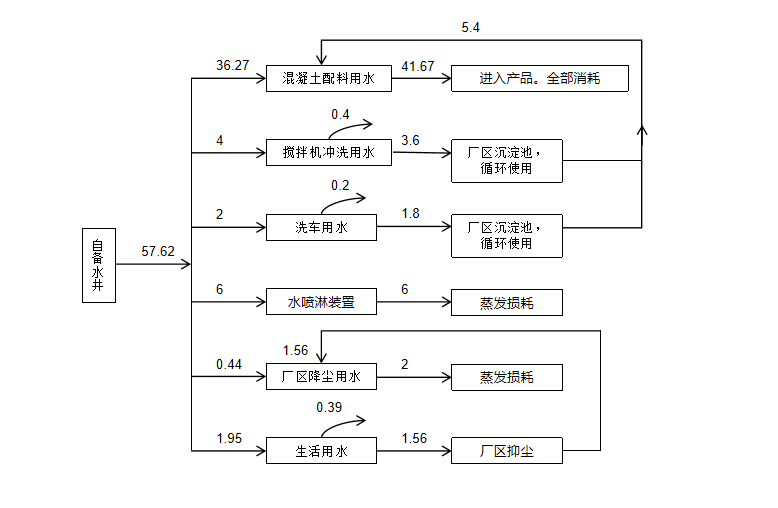 5.4
36.27
混凝土配料用水
41.67
进入产品。全部消耗
0.4
4
搅拌机冲洗用水
3.6
厂区沉淀池，
循环使用
0.2
2
洗车用水
1.8
厂区沉淀池，
循环使用
自备水井
57.62
6
水喷淋装置
6
蒸发损耗
1.56
0.44
厂区降尘用水
2
蒸发损耗
0.39
1.95
生活用水
1.56
厂区抑尘